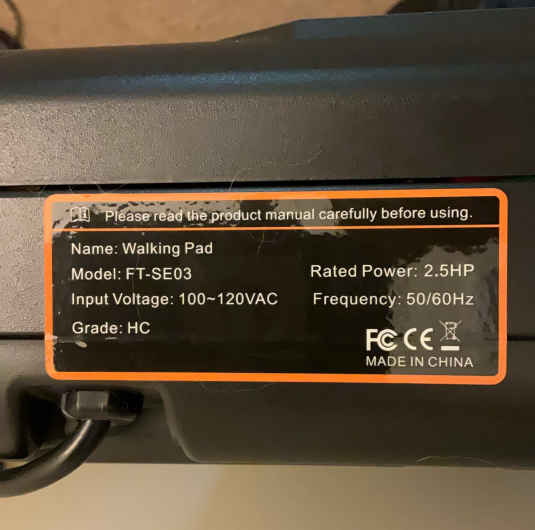 Please read the product manual carefully before using.
Name: Walking Pad
Model: FT-SE03
Rated Power: 2.5HP
Input Voltage: 100~120VAC
Frequency: 50/60Hz
Grade: HC
FC CE
MADE IN CHINA